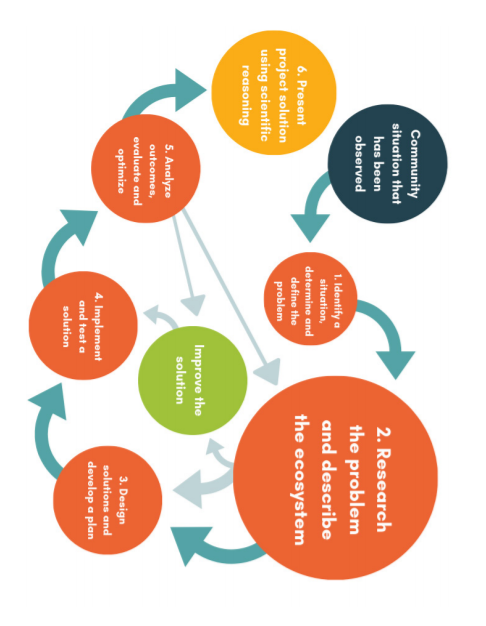 Community
situation that
has been
observed
1. Identify a
situation,
determine and
define the
problem
2. Research
the problem
and describe
the ecosystem
3. Design
solutions and
develop a plan
4. Implement
and test a
solution
5. Analyze
outcomes,
evaluate and
optimize
6. Present
project solution
using scientific
reasoning
Improve the
solution